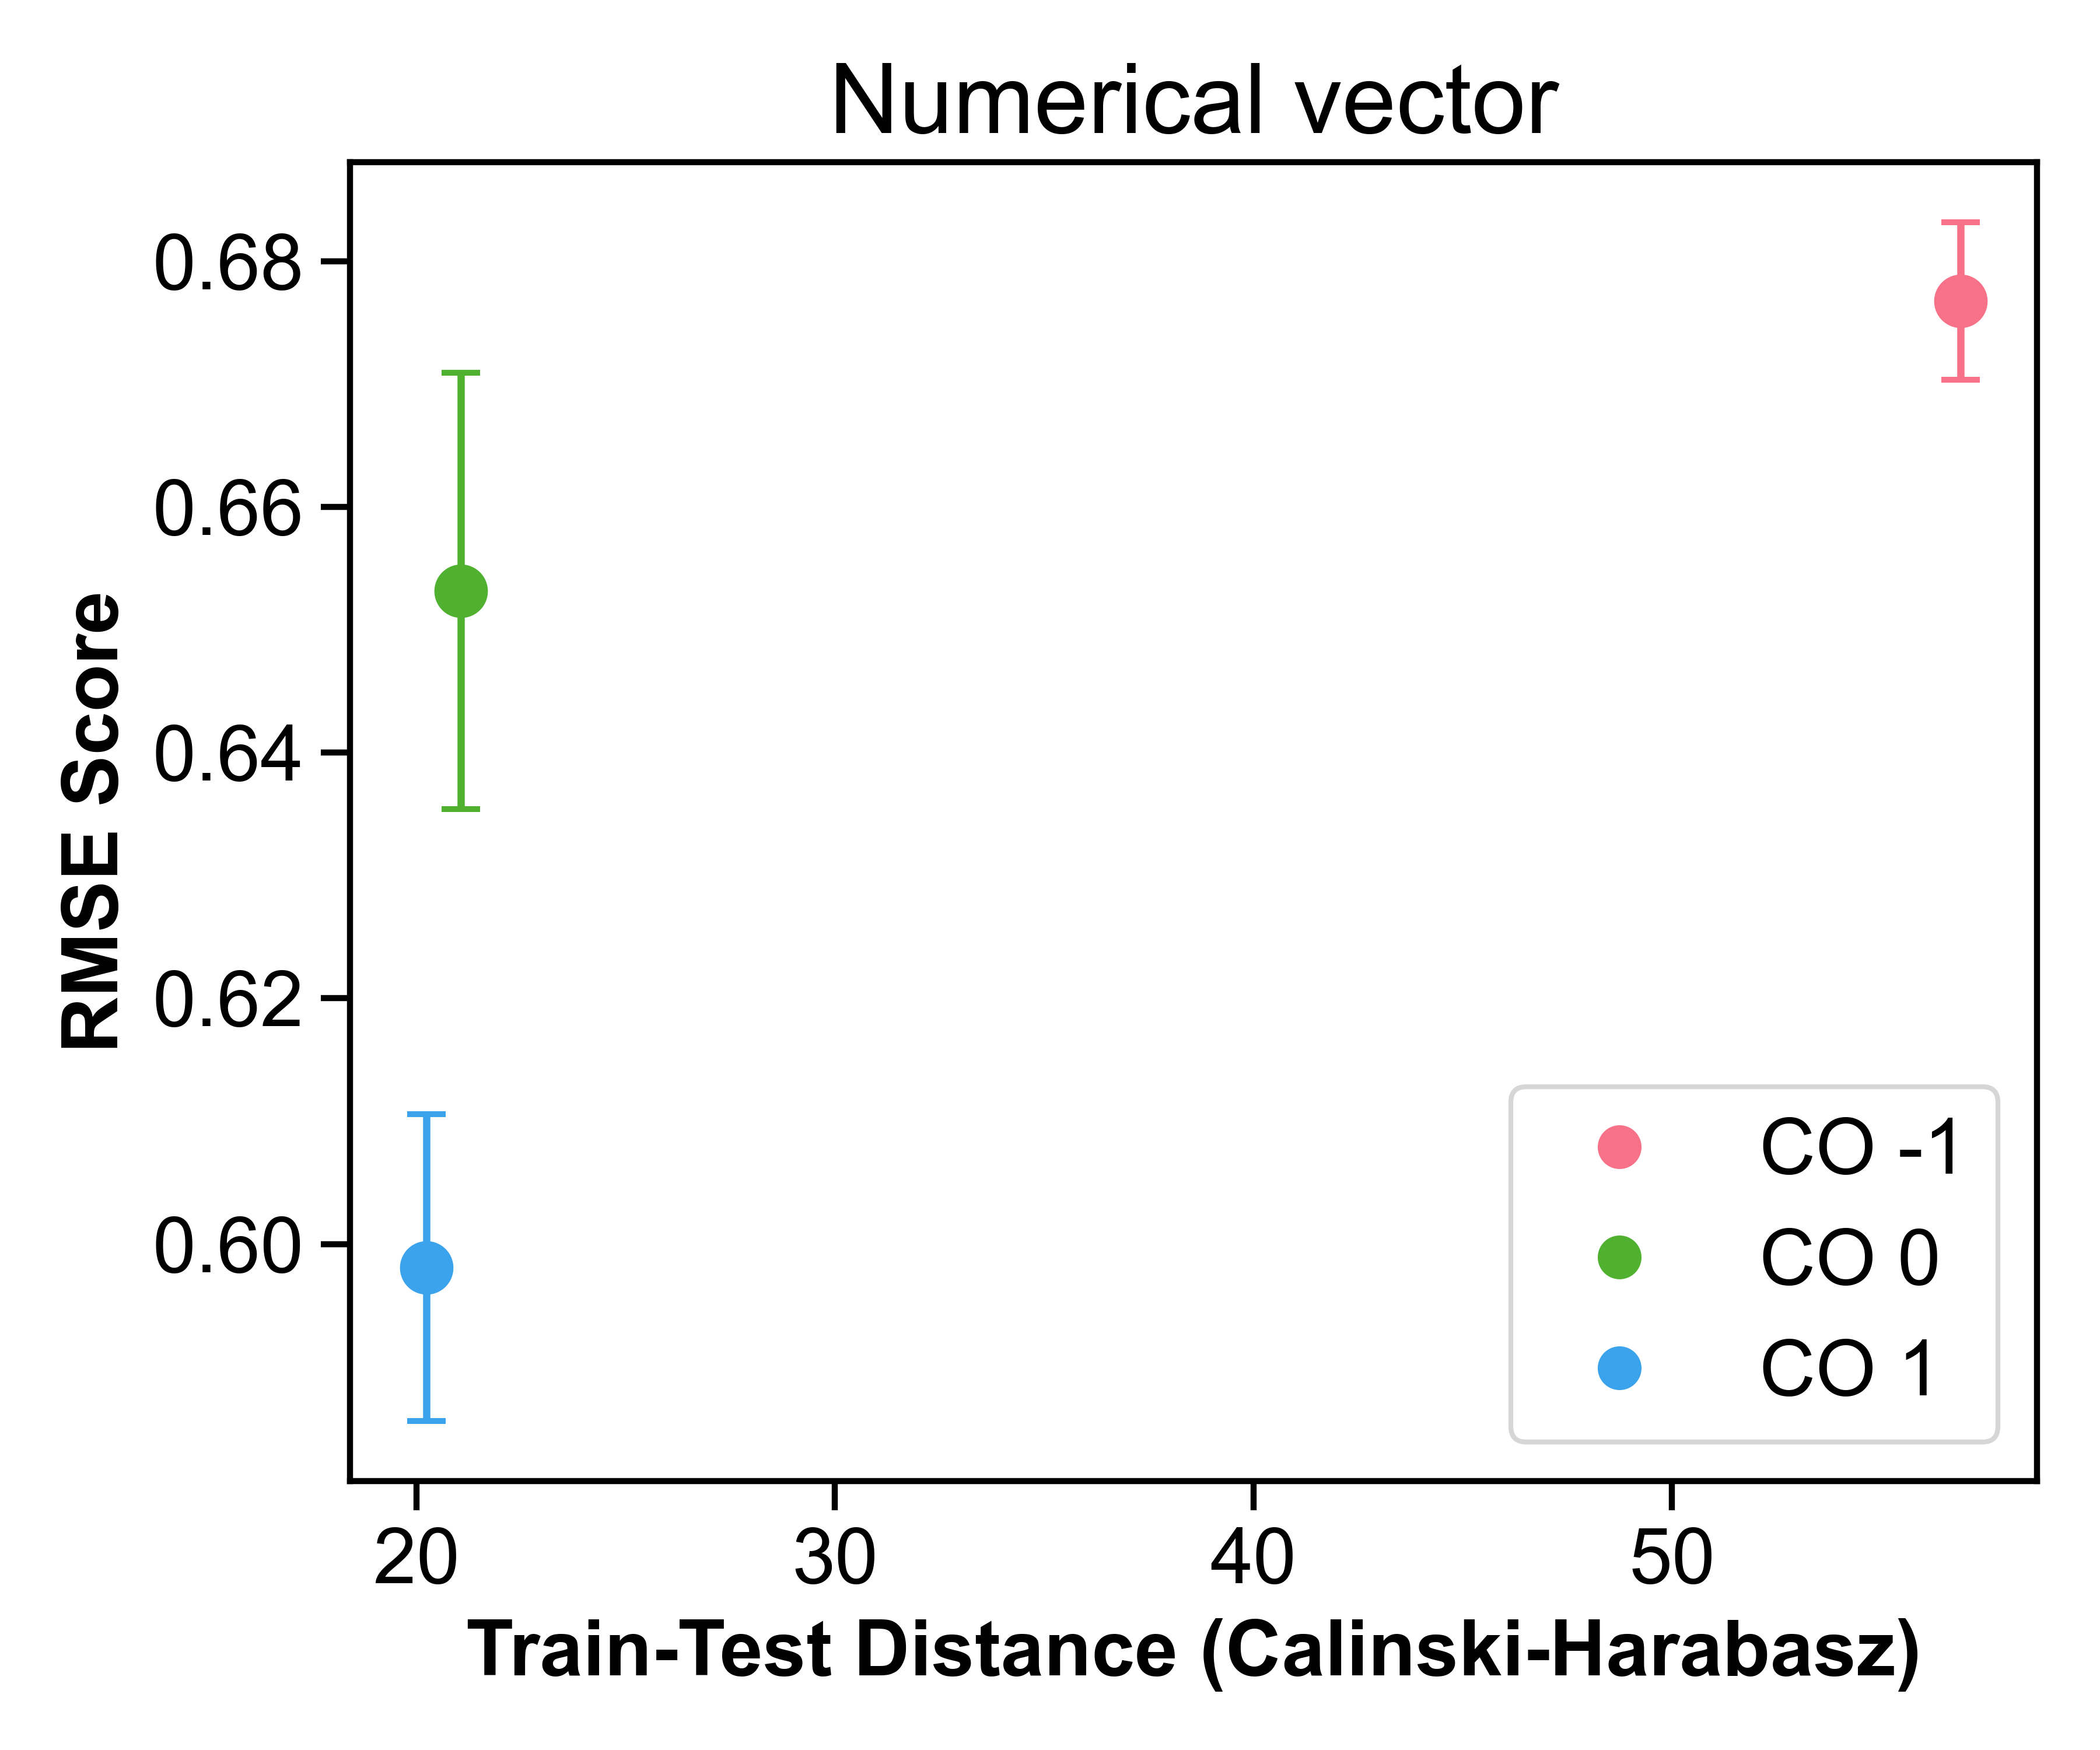 Numerical vector
0.68
0.66
0.64
0.62
0.60
RMSE Score
CO -1
CO 0
CO 1
20 30 40 50
Train-Test Distance (Calinski-Harabasz)